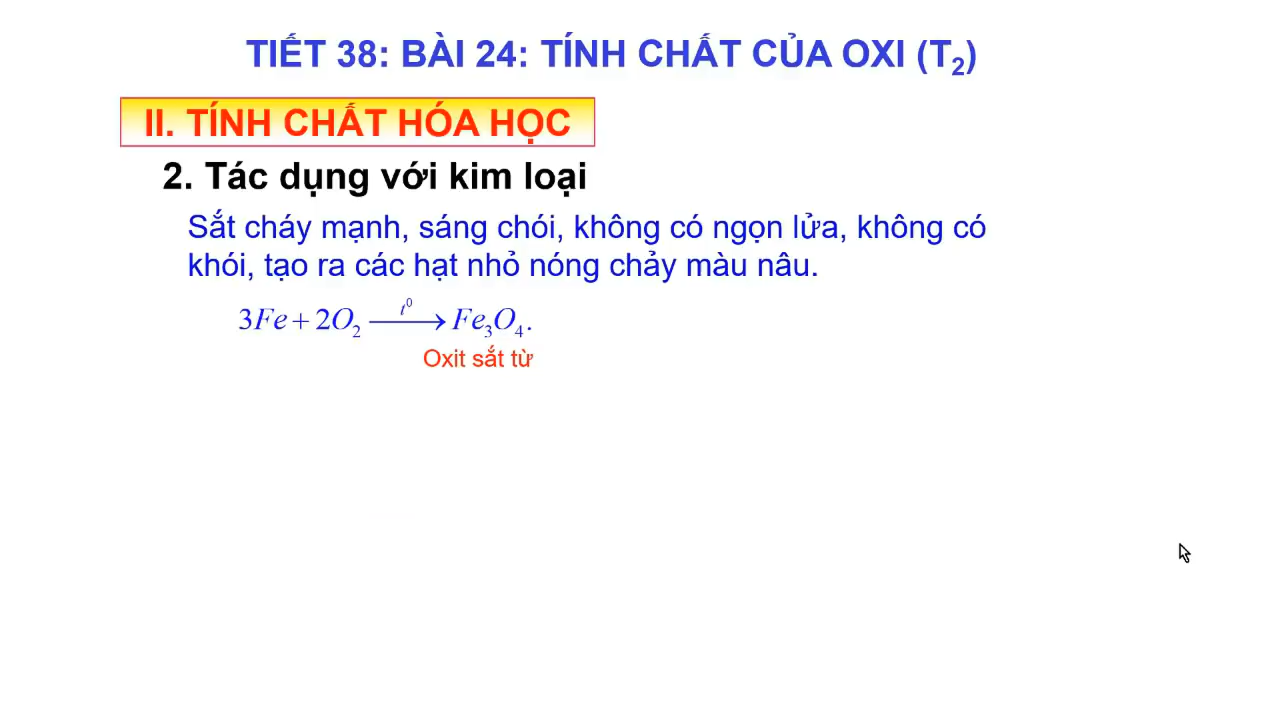 TIẾT 38: BÀI 24: TÍNH CHẤT CỦA OXI (T₂)
II. TÍNH CHẤT HÓA HỌC
2. Tác dụng với kim loại
Sắt cháy mạnh, sáng chói, không có ngọn lửa, không có
khói, tạo ra các hạt nhỏ nóng chảy màu nâu.
3Fe + 2O₂ —t⁰→ Fe₃O₄.
Oxit sắt từ